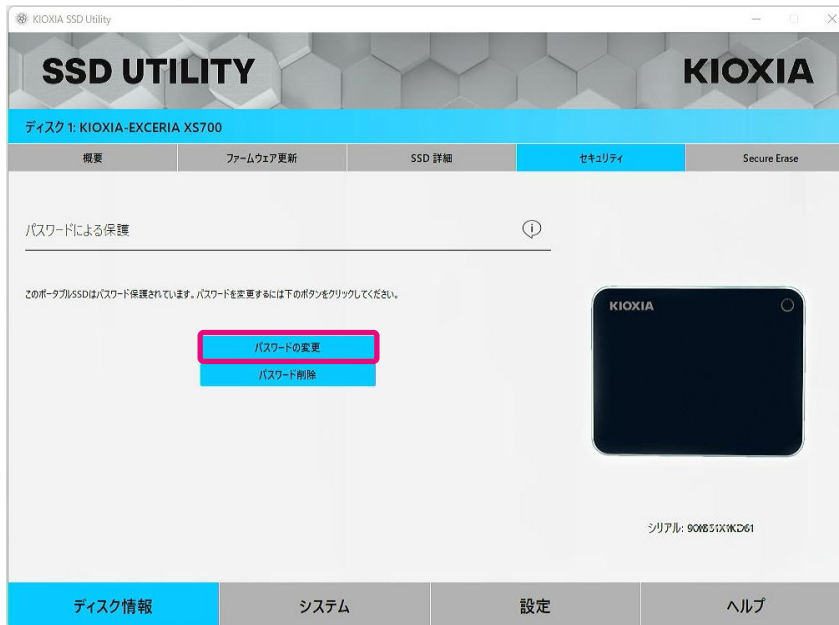 KIOXIA SSD Utility
SSD UTILITY
KIOXIA
ディスク 1: KIOXIA-EXCERIA XS700
概要
ファームウェア更新
SSD 詳細
セキュリティ
Secure Erase
パスワードによる保護
i
このポータブルSSDはパスワード保護されています。パスワードを変更するには下のボタンをクリックしてください。
パスワードの変更
パスワード削除
KIOXIA
シリアル:
ディスク情報
システム
設定
ヘルプ